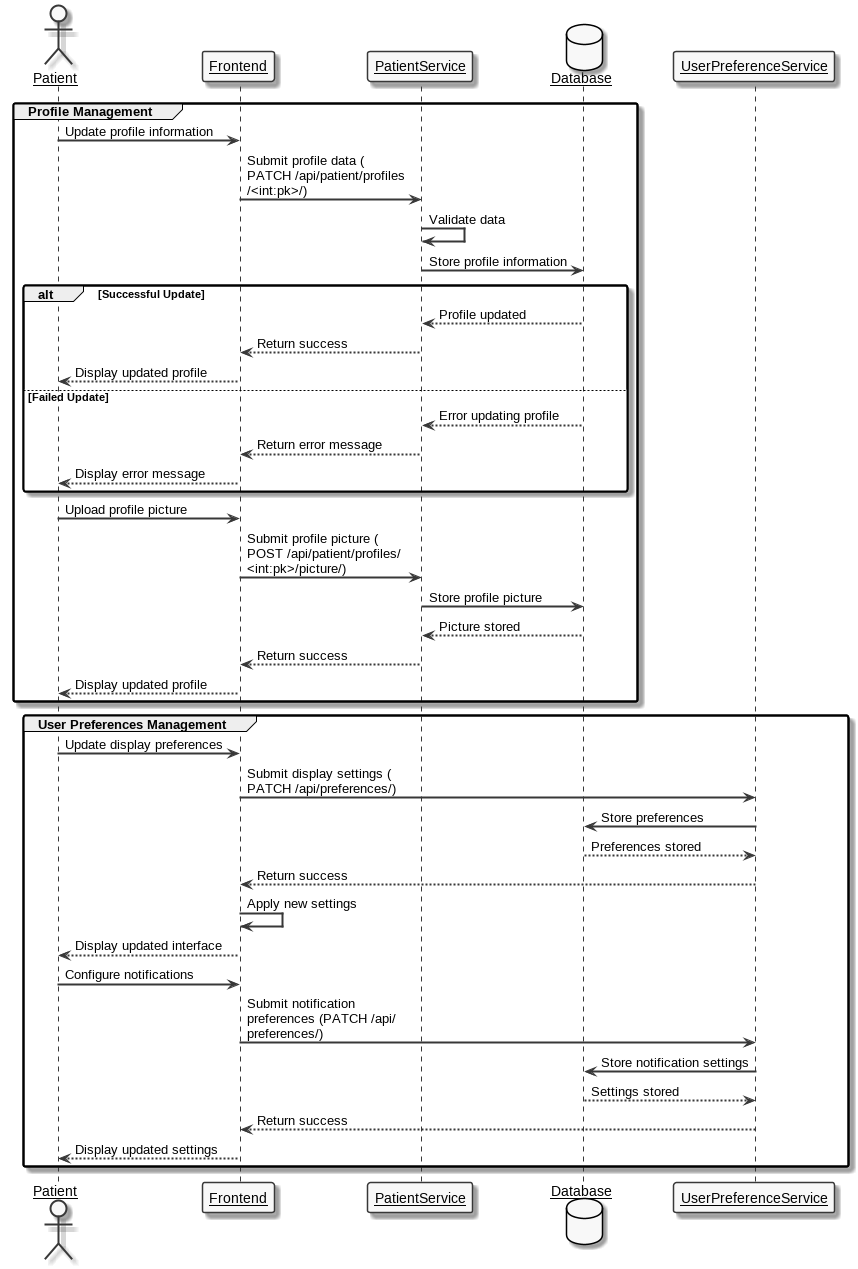 Patient
Frontend
PatientService
Database
UserPreferenceService
Profile Management
Update profile information
Submit profile data (
PATCH /api/patient/profiles
/<int:pk>/)
Validate data
Store profile information
alt
[Successful Update]
Profile updated
Return success
Display updated profile
[Failed Update]
Error updating profile
Return error message
Display error message
Upload profile picture
Submit profile picture (
POST /api/patient/profiles/
<int:pk>/picture/)
Store profile picture
Picture stored
Return success
Display updated profile
User Preferences Management
Update display preferences
Submit display settings (
PATCH /api/preferences/)
Store preferences
Preferences stored
Return success
Apply new settings
Display updated interface
Configure notifications
Submit notification
preferences (PATCH /api/
preferences/)
Store notification settings
Settings stored
Return success
Display updated settings
Patient
Frontend
PatientService
Database
UserPreferenceService